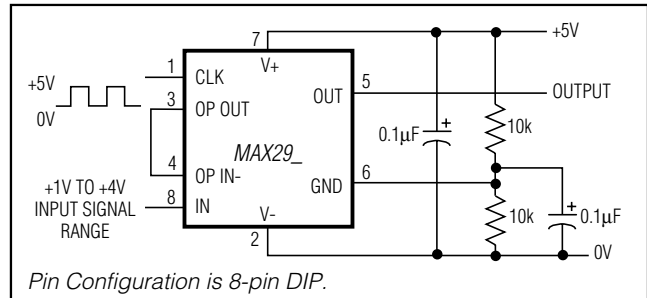 7
+5V
V+
1
CLK
+5V
0V
3
OP OUT
OUT
5
OUTPUT
0.1µF
+
10k
MAX29_
4
OP IN-
GND
6
+1V TO +4V
INPUT SIGNAL
RANGE
8
IN
V-
2
10k
+
0.1µF
0V
Pin Configuration is 8-pin DIP.